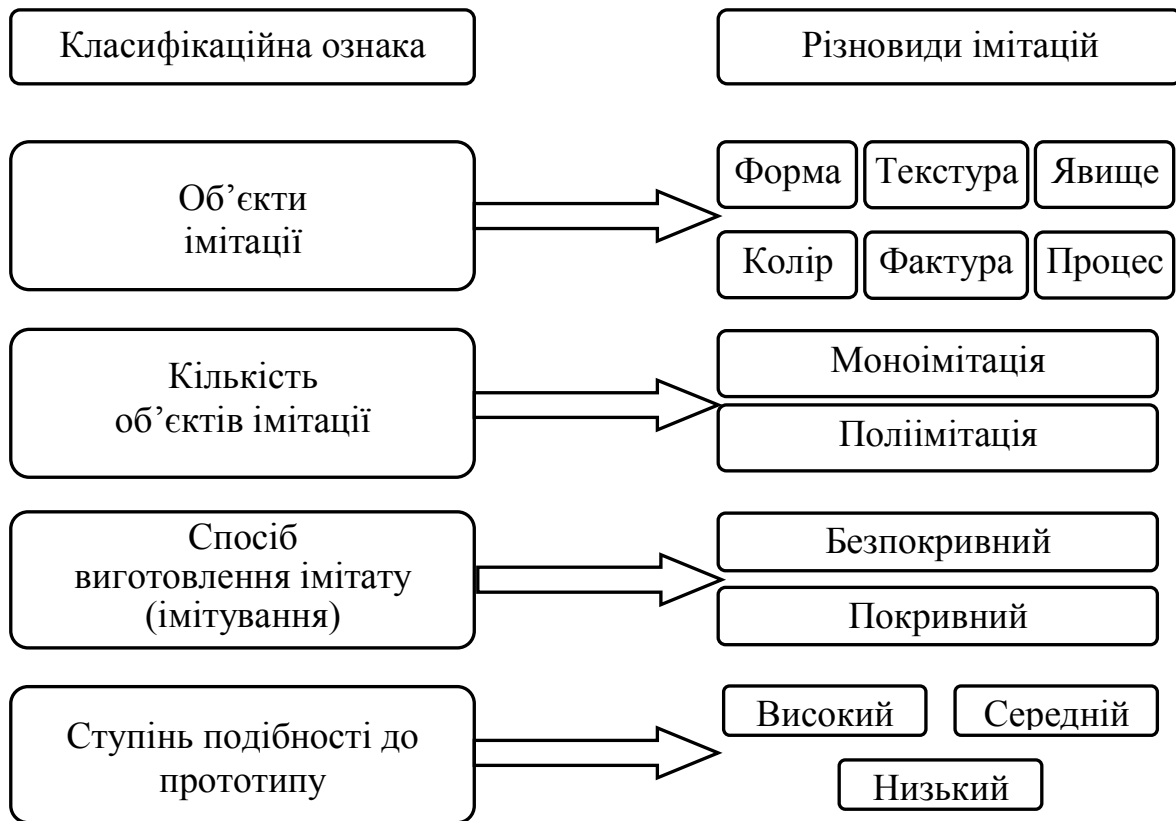 Класифікаційна ознака
Різновиди імітацій
Об’єкти
імітації
Форма
Текстура
Явище
Колір
Фактура
Процес
Кількість
об’єктів імітації
Моноімітація
Поліімітація
Спосіб
виготовлення імітату
(імітування)
Безпокривний
Покривний
Ступінь подібності до
прототипу
Високий
Середній
Низький